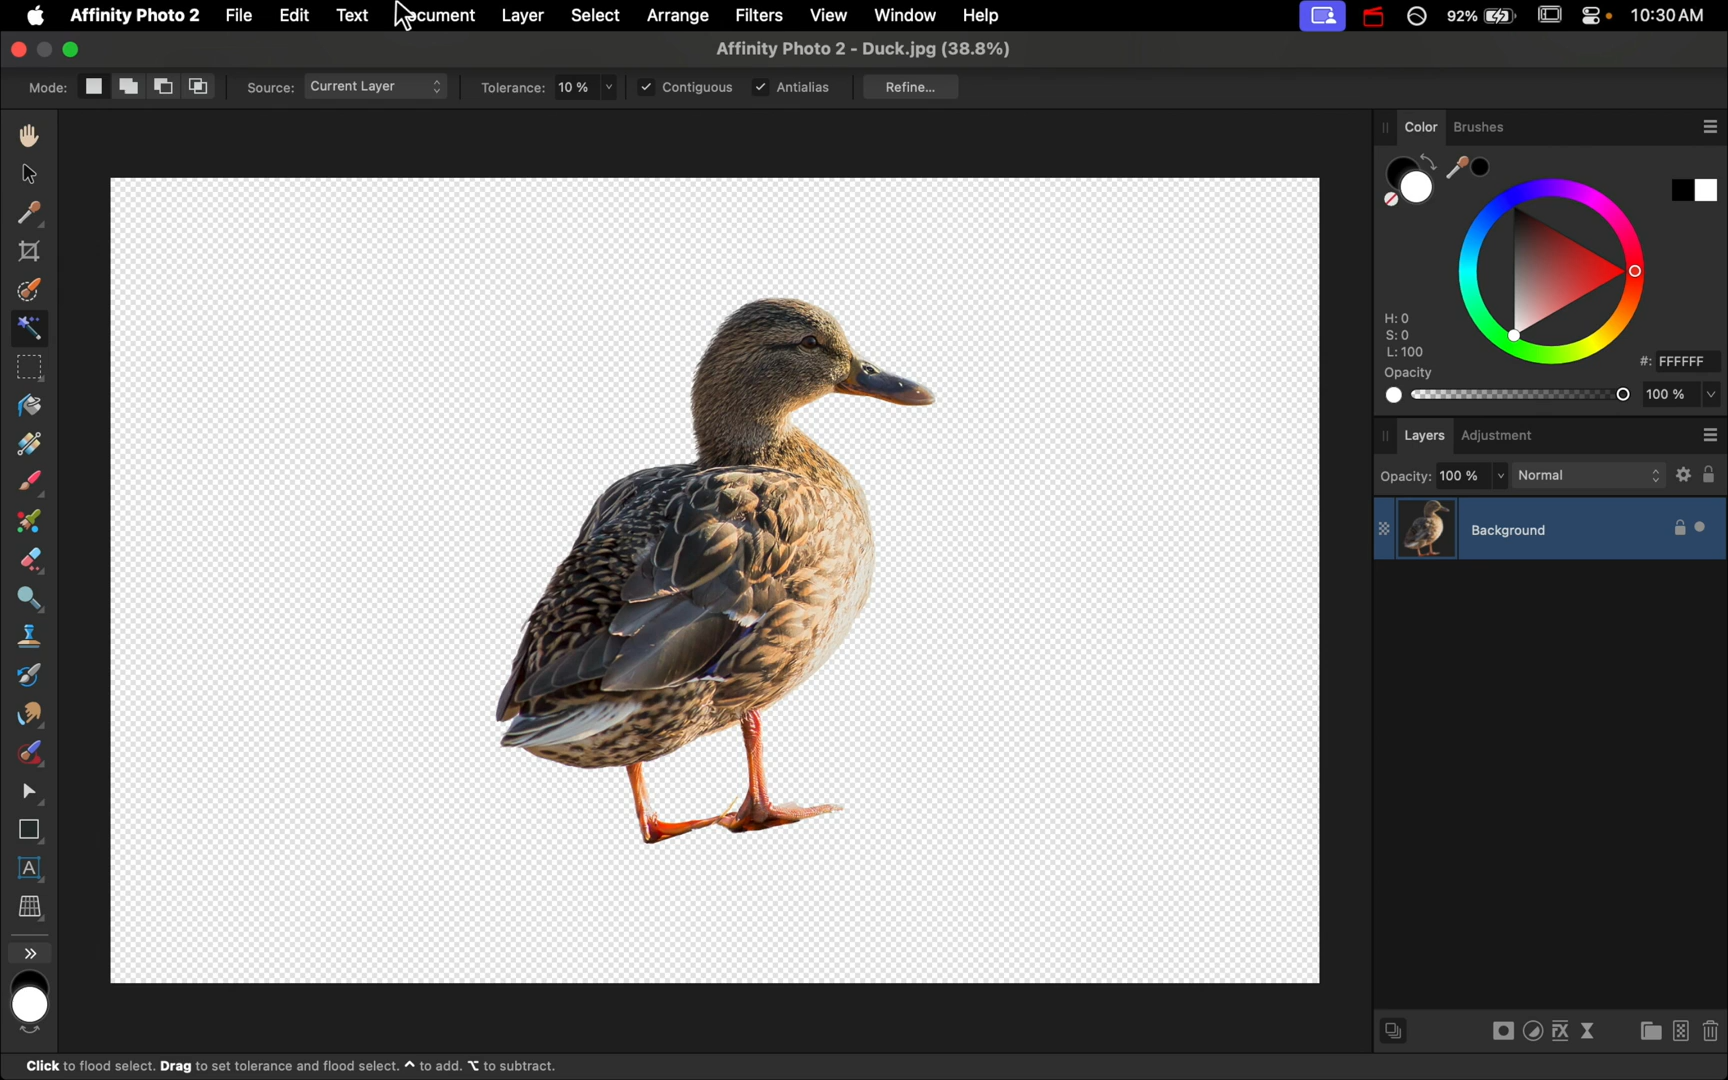 Affinity Photo 2 File Edit Text Document Layer Select Arrange Filters View Window Help 92% 10:30 AM
Affinity Photo 2 - Duck.jpg (38.8%)
Mode: Source: Current Layer Tolerance: 10 % Contiguous Antialias Refine...
Color Brushes
H: 0
S: 0
L: 100
#: FFFFFF
Opacity
100 %
Layers Adjustment
Opacity: 100 % Normal
Background
A
FX
Click to flood select. Drag to set tolerance and flood select. ^ to add. ⌥ to subtract.